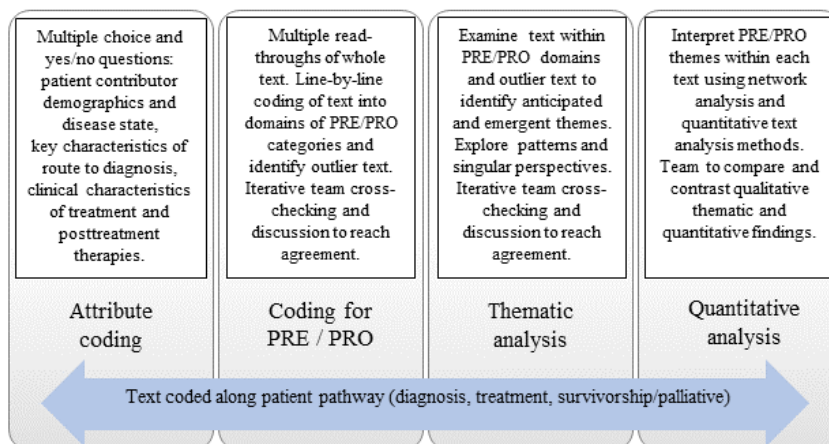 Multiple choice and
yes/no questions:
patient contributor
demographics and
disease state,
key characteristics of
route to diagnosis,
clinical characteristics
of treatment and
posttreatment
therapies.
Attribute
coding
Multiple read-
throughs of whole
text. Line-by-line
coding of text into
domains of PRE/PRO
categories and
identify outlier text.
Iterative team cross-
checking and
discussion to reach
agreement.
Coding for
PRE / PRO
Examine text within
PRE/PRO domains
and outlier text to
identify anticipated
and emergent themes.
Explore patterns and
singular perspectives.
Iterative team cross-
checking and
discussion to reach
agreement.
Thematic
analysis
Interpret PRE/PRO
themes within each
text using network
analysis and
quantitative text
analysis methods.
Team to compare and
contrast qualitative
thematic and
quantitative findings.
Quantitative
analysis
Text coded along patient pathway (diagnosis, treatment, survivorship/palliative)